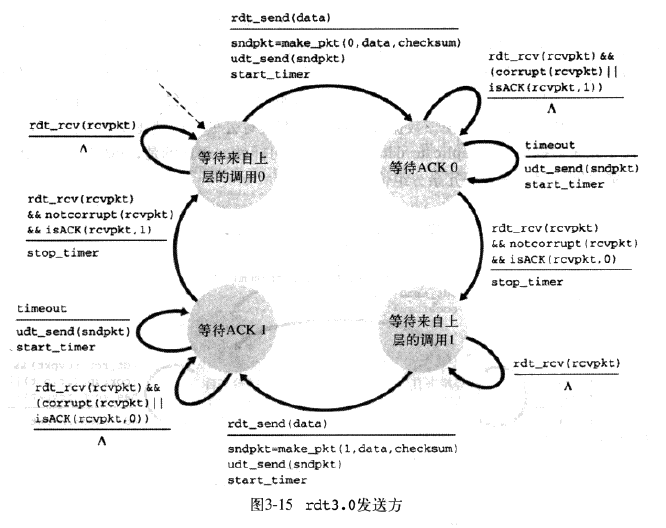 rdt_send(data)
sndpkt=make_pkt(0,data,checksum)
udt_send(sndpkt)
start_timer
rdt_rcv(rcvpkt) &&
(corrupt(rcvpkt)||
isACK(rcvpkt,1))
Λ
rdt_rcv(rcvpkt)
Λ
等待来自上
层的调用0
等待ACK 0
timeout
udt_send(sndpkt)
start_timer
rdt_rcv(rcvpkt)
&& notcorrupt(rcvpkt)
&& isACK(rcvpkt,1)
stop_timer
rdt_rcv(rcvpkt)
&& notcorrupt(rcvpkt)
&& isACK(rcvpkt,0)
stop_timer
timeout
udt_send(sndpkt)
start_timer
等待ACK 1
等待来自上
层的调用1
rdt_rcv(rcvpkt)
Λ
rdt_rcv(rcvpkt) &&
(corrupt(rcvpkt)||
isACK(rcvpkt,0))
Λ
rdt_send(data)
sndpkt=make_pkt(1,data,checksum)
udt_send(sndpkt)
start_timer
图3-15 rdt3.0发送方